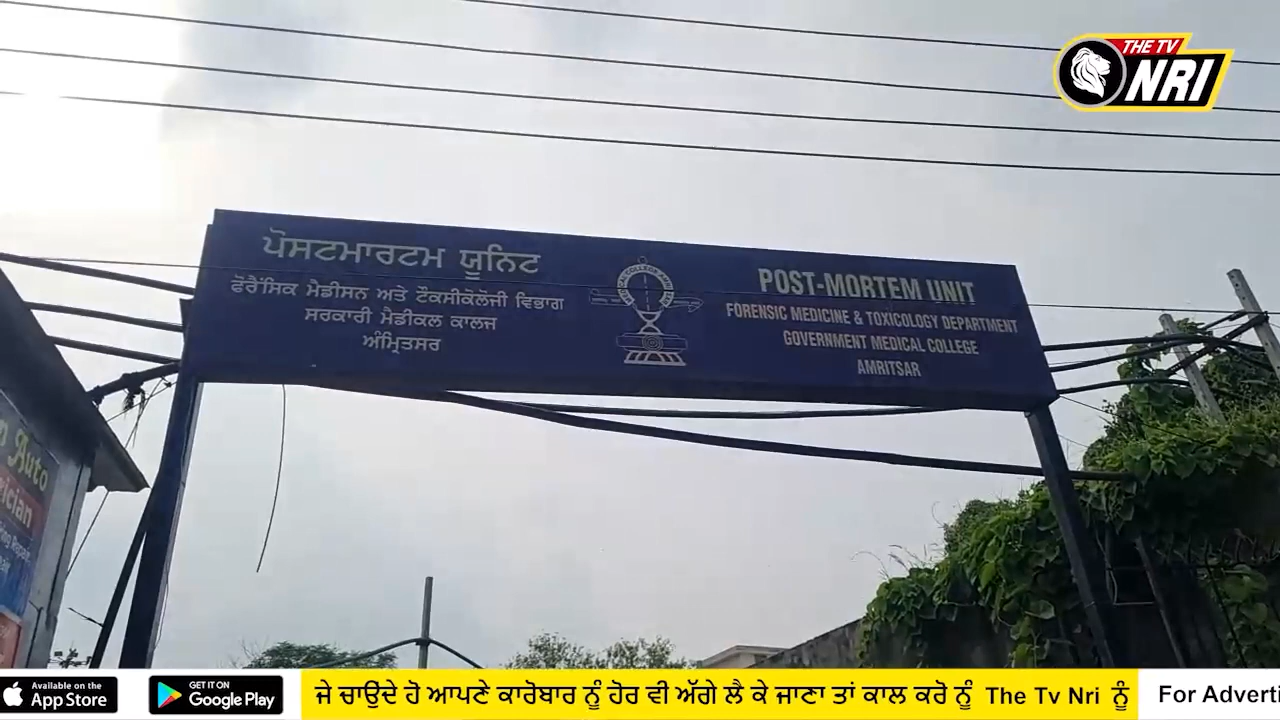 THE TV
NRI
ਪੋਸਟਮਾਰਟਮ ਯੂਨਿਟ
ਫੋਰੈਂਸਿਕ ਮੈਡੀਸਨ ਅਤੇ ਟੌਕਸੀਕੋਲੋਜੀ ਵਿਭਾਗ
ਸਰਕਾਰੀ ਮੈਡੀਕਲ ਕਾਲਜ
ਅੰਮ੍ਰਿਤਸਰ
POST-MORTEM UNIT
FORENSIC MEDICINE & TOXICOLOGY DEPARTMENT
GOVERNMENT MEDICAL COLLEGE
AMRITSAR
Auto
Available on the
App Store
GET IT ON
Google Play
ਜੇ ਚਾਉਂਦੇ ਹੋ ਆਪਣੇ ਕਾਰੋਬਾਰ ਨੂੰ ਹੋਰ ਵੀ ਅੱਗੇ ਲੈ ਕੇ ਜਾਣਾ ਤਾਂ ਕਾਲ ਕਰੋ ਨੂੰ The Tv Nri ਨੂੰ
For Adverti